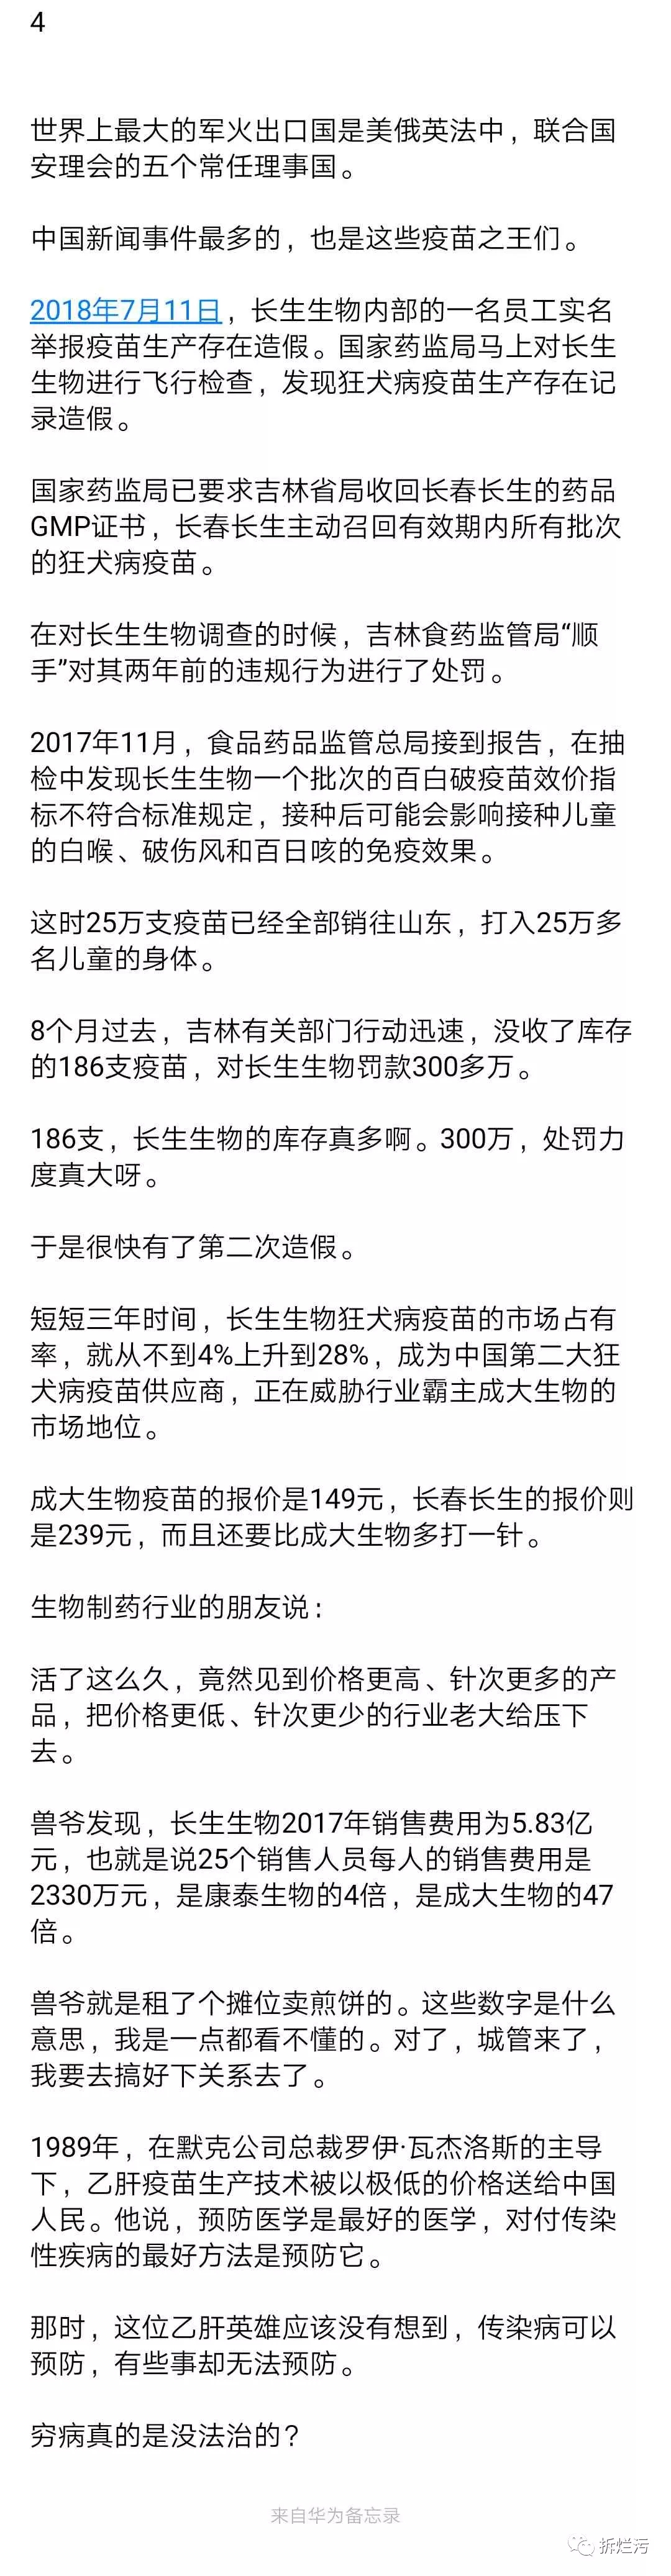 4
世界上最大的军火出口国是美俄英法中，联合国
安理会的五个常任理事国。
中国新闻事件最多的，也是这些疫苗之王们。
2018年7月11日，长生生物内部的一名员工实名
举报疫苗生产存在造假。国家药监局马上对长生
生物进行飞行检查，发现狂犬病疫苗生产存在记
录造假。
国家药监局已要求吉林省局收回长春长生的药品
GMP证书，长春长生主动召回有效期内所有批次
的狂犬病疫苗。
在对长生生物调查的时候，吉林食药监管局“顺
手”对其两年前的违规行为进行了处罚。
2017年11月，食品药品监管总局接到报告，在抽
检中发现长生生物一个批次的百白破疫苗效价指
标不符合标准规定，接种后可能会影响接种儿童
的白喉、破伤风和百日咳的免疫效果。
这时25万支疫苗已经全部销往山东，打入25万多
名儿童的身体。
8个月过去，吉林有关部门行动迅速，没收了库存
的186支疫苗，对长生生物罚款300多万。
186支，长生生物的库存真多啊。300万，处罚力
度真大呀。
于是很快有了第二次造假。
短短三年时间，长生生物狂犬病疫苗的市场占有
率，就从不到4%上升到28%，成为中国第二大狂
犬病疫苗供应商，正在威胁行业霸主成大生物的
市场地位。
成大生物疫苗的报价是149元，长春长生的报价则
是239元，而且还要比成大生物多打一针。
生物制药行业的朋友说：
活了这么久，竟然见到价格更高、针次更多的产
品，把价格更低、针次更少的行业老大给压下
去。
兽爷发现，长生生物2017年销售费用为5.83亿
元，也就是说25个销售人员每人的销售费用是
2330万元，是康泰生物的4倍，是成大生物的47
倍。
兽爷就是租了个摊位卖煎饼的。这些数字是什么
意思，我是一点都看不懂的。对了，城管来了，
我要去搞好下关系去了。
1989年，在默克公司总裁罗伊·瓦杰洛斯的主导
下，乙肝疫苗生产技术被以极低的价格送给中国
人民。他说，预防医学是最好的医学，对付传染
性疾病的最好方法是预防它。
那时，这位乙肝英雄应该没有想到，传染病可以
预防，有些事却无法预防。
穷病真的是没法治的？
来自华为备忘录
拆烂污